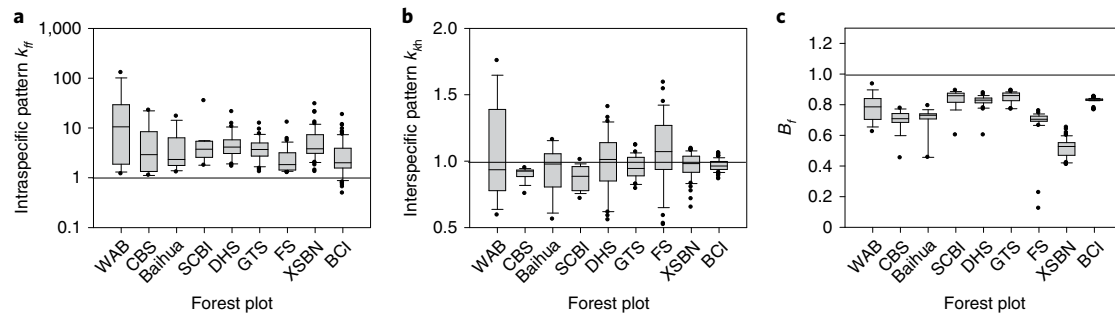 a
Intraspecific pattern k_ff
1,000
100
10
1
0.1
WAB
CBS
Baihua
SCBI
DHS
GTS
FS
XSBN
BCI
Forest plot
b
Interspecific pattern k_kh
2.0
1.5
1.0
0.5
WAB
CBS
Baihua
SCBI
DHS
GTS
FS
XSBN
BCI
Forest plot
c
B_f
1.2
1.0
0.8
0.6
0.4
0.2
0
WAB
CBS
Baihua
SCBI
DHS
GTS
FS
XSBN
BCI
Forest plot